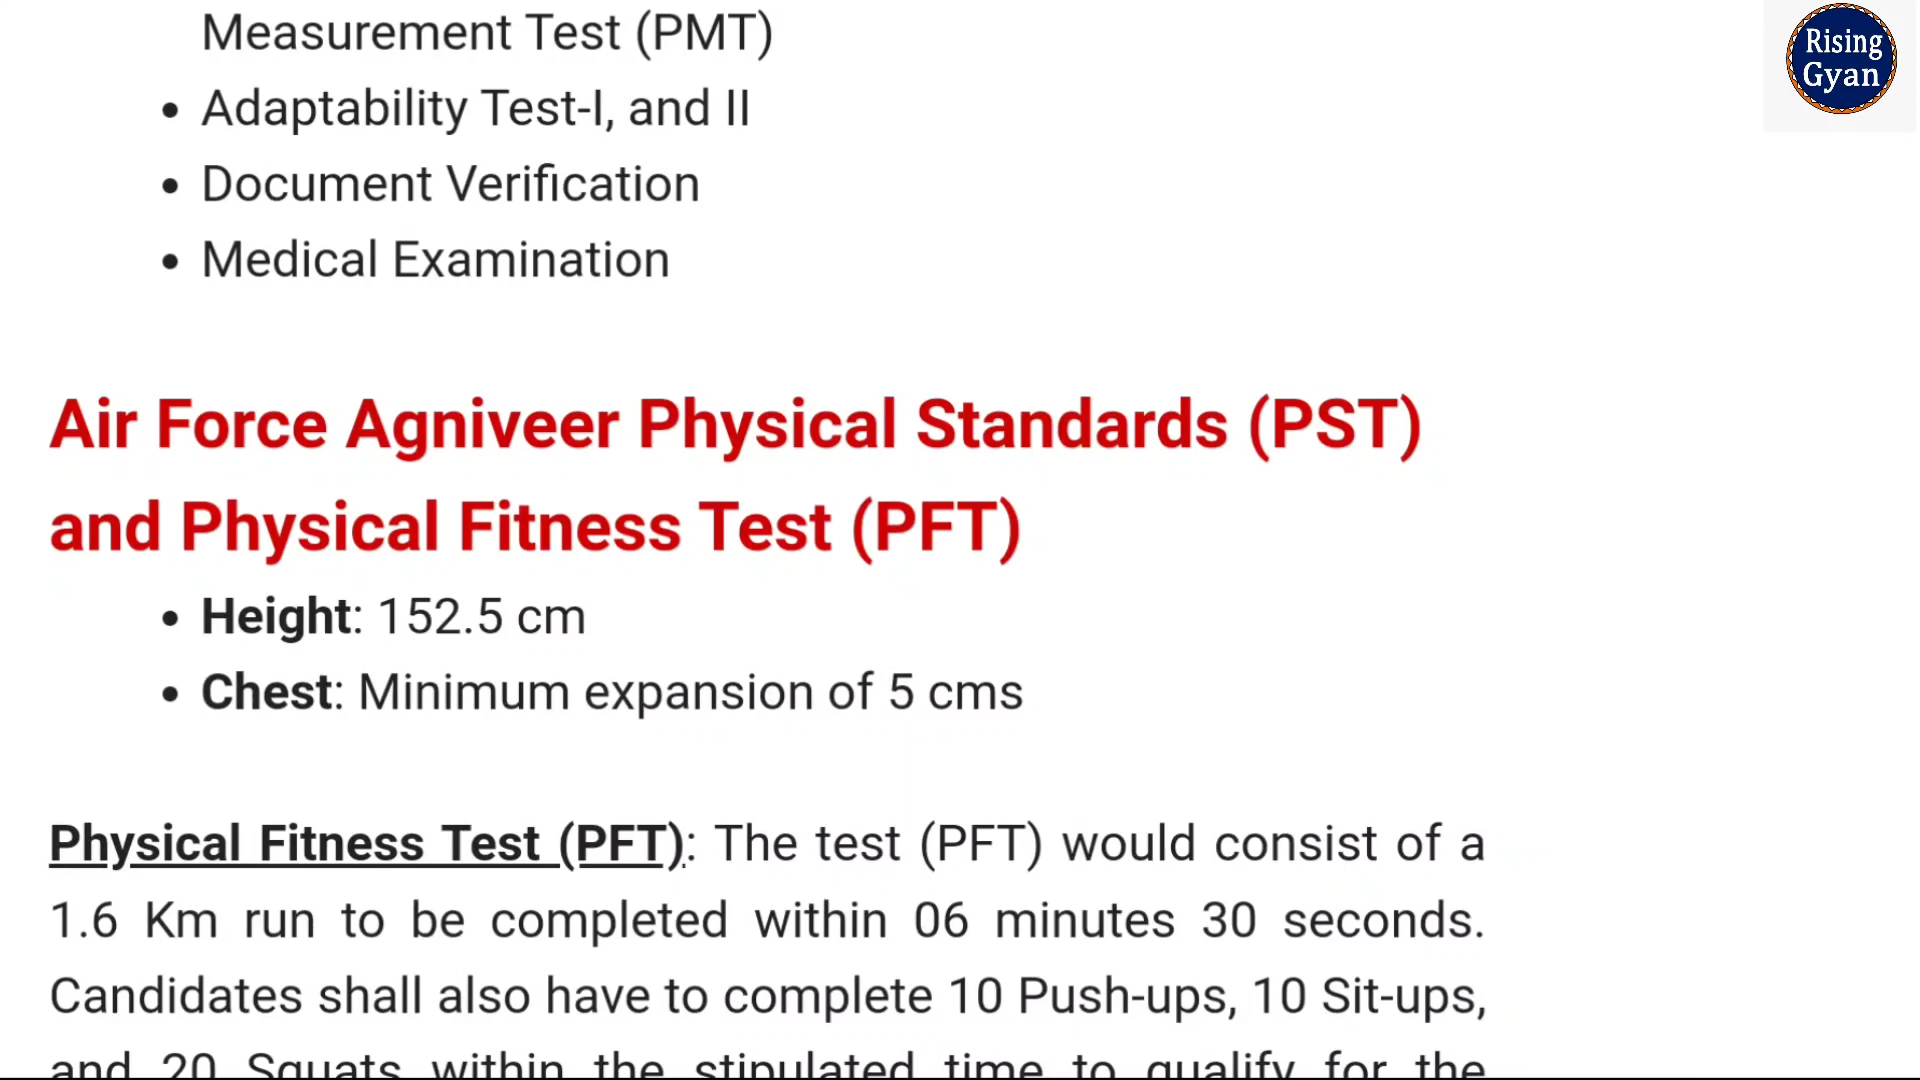 Measurement Test (PMT)
Rising
Gyan
• Adaptability Test-I, and II
• Document Verification
• Medical Examination
Air Force Agniveer Physical Standards (PST)
and Physical Fitness Test (PFT)
• Height: 152.5 cm
• Chest: Minimum expansion of 5 cms
Physical Fitness Test (PFT): The test (PFT) would consist of a
1.6 Km run to be completed within 06 minutes 30 seconds.
Candidates shall also have to complete 10 Push-ups, 10 Sit-ups,
and 20 Squats within the stipulated time to qualify for the